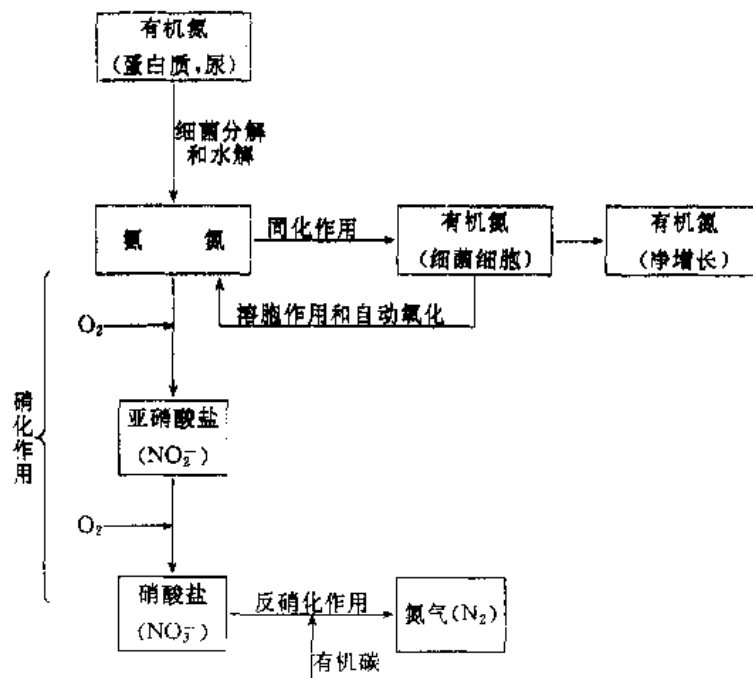 有机氮
(蛋白质,尿)
细菌分解
和水解
氨 氮
固化作用
有机氮
(细菌细胞)
有机氮
(净增长)
溶胞作用和自动氧化
O₂
硝化作用
亚硝酸盐
(NO₂⁻)
O₂
硝酸盐
(NO₃⁻)
反硝化作用
氮气(N₂)
有机碳